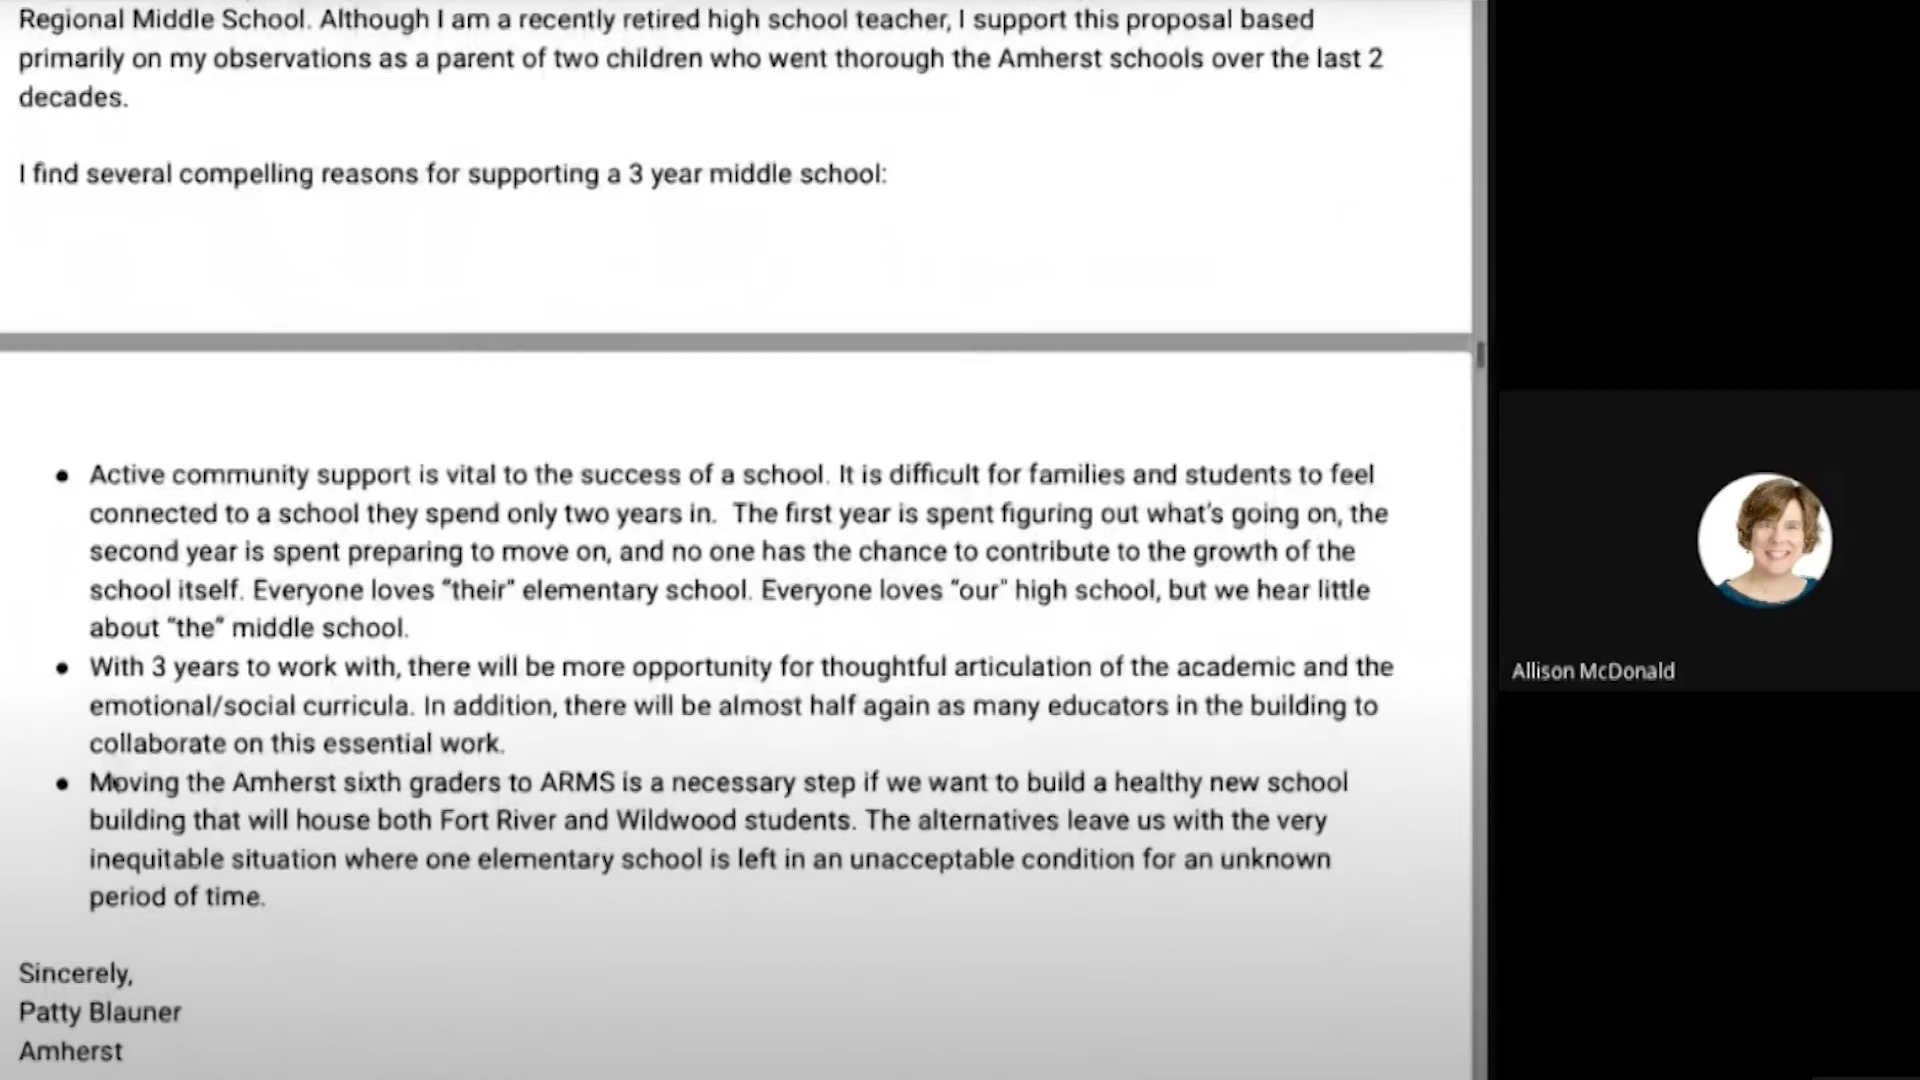 Regional Middle School. Although I am a recently retired high school teacher, I support this proposal based
primarily on my observations as a parent of two children who went thorough the Amherst schools over the last 2
decades.
I find several compelling reasons for supporting a 3 year middle school:
● Active community support is vital to the success of a school. It is difficult for families and students to feel
connected to a school they spend only two years in.  The first year is spent figuring out what's going on, the
second year is spent preparing to move on, and no one has the chance to contribute to the growth of the
school itself. Everyone loves "their" elementary school. Everyone loves "our" high school, but we hear little
about "the" middle school.
● With 3 years to work with, there will be more opportunity for thoughtful articulation of the academic and the
emotional/social curricula. In addition, there will be almost half again as many educators in the building to
collaborate on this essential work.
● Moving the Amherst sixth graders to ARMS is a necessary step if we want to build a healthy new school
building that will house both Fort River and Wildwood students. The alternatives leave us with the very
inequitable situation where one elementary school is left in an unacceptable condition for an unknown
period of time.
Sincerely,
Patty Blauner
Amherst
Allison McDonald